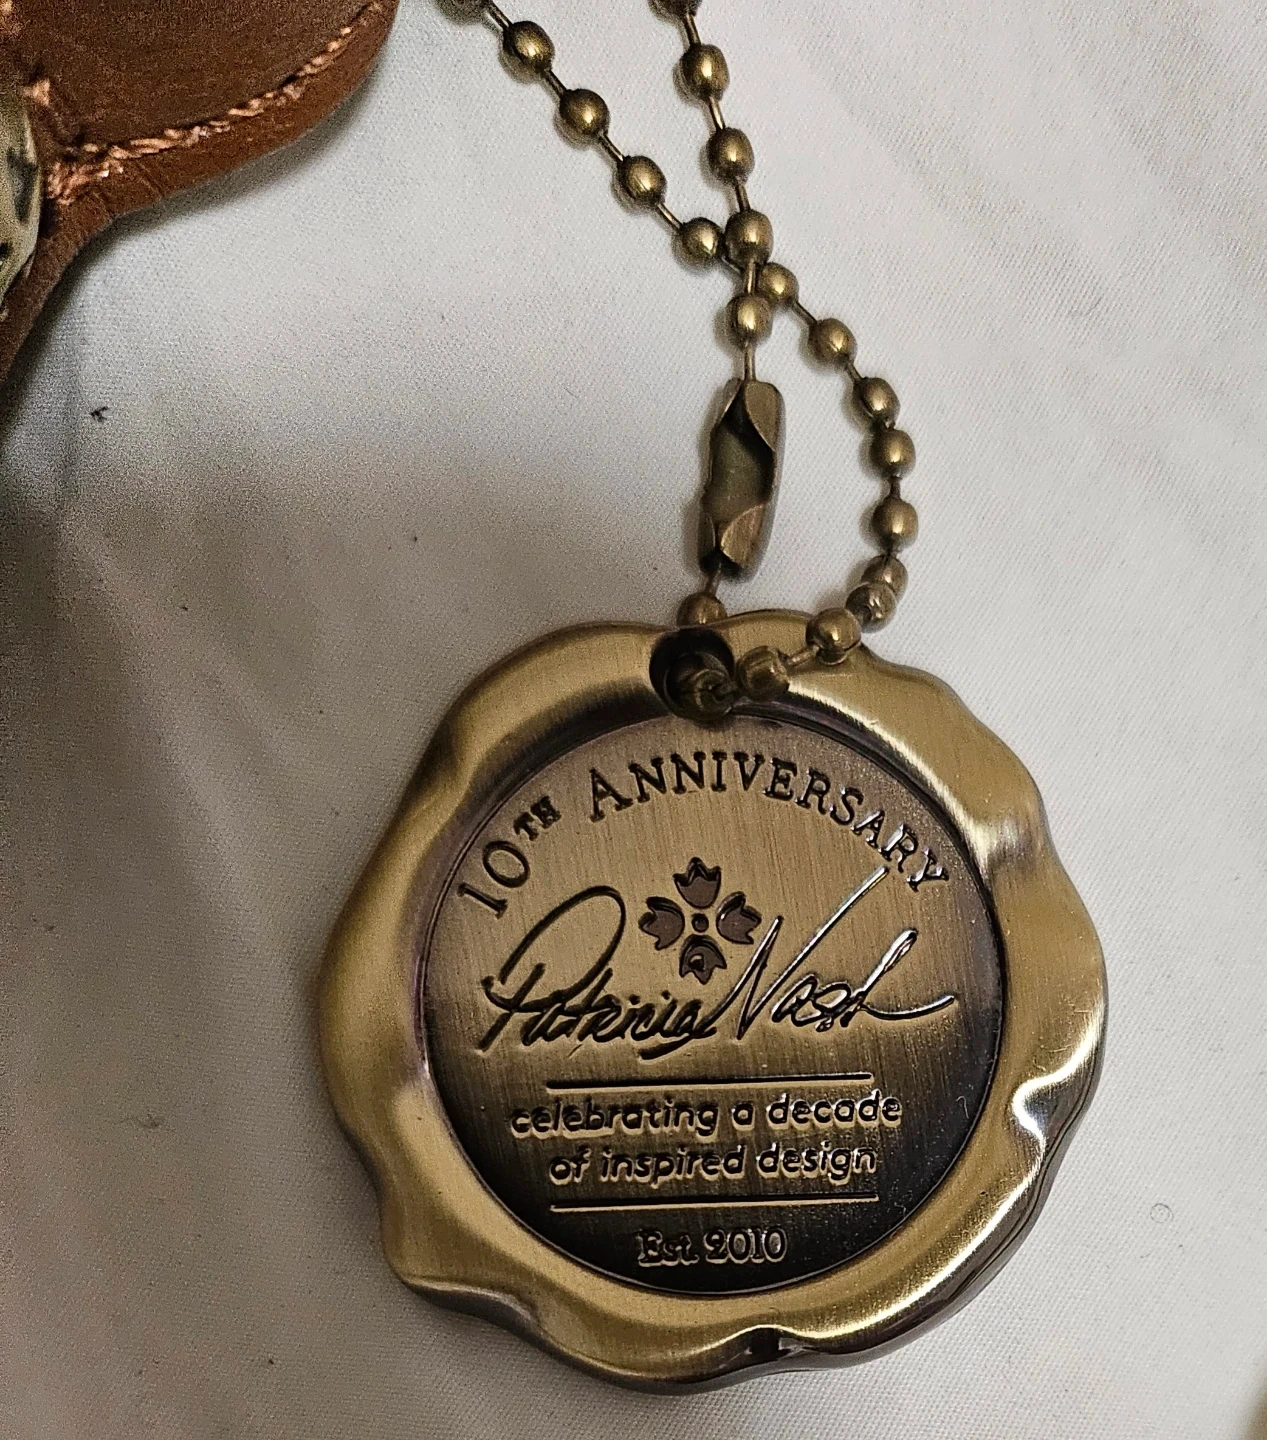 10TH ANNIVERSARY
Patricia Nash
celebrating a decade
of inspired design
Est. 2010